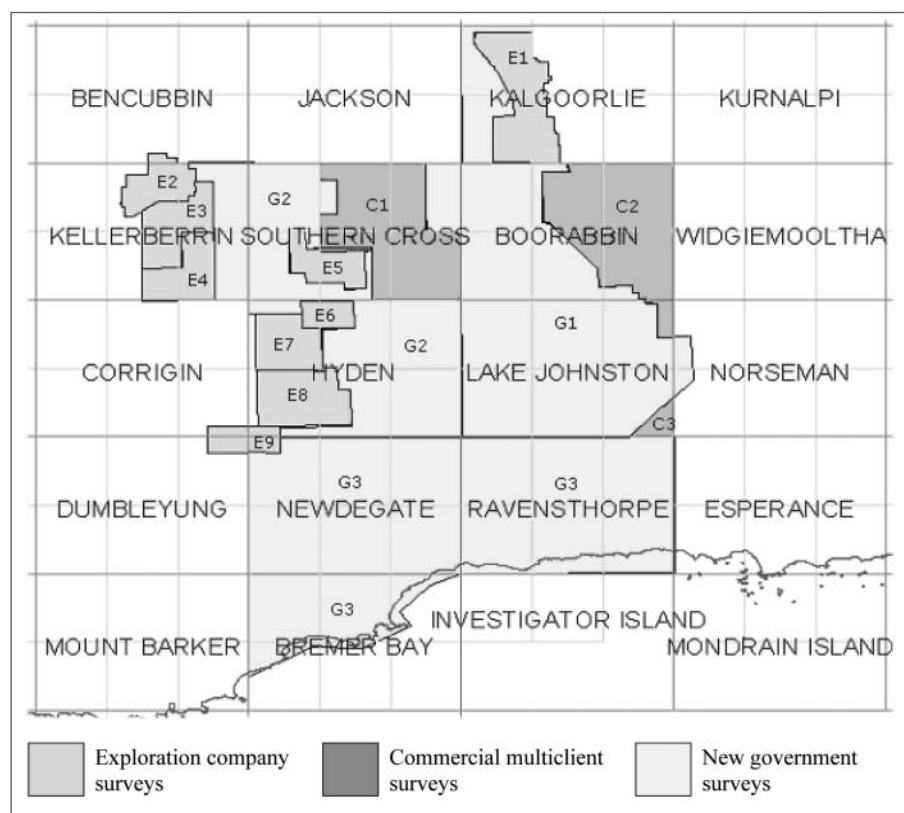 E1
BENCUBBIN JACKSON KALGOORLIE KURNALPI
E2
E3 G2 C1 C2
KELLERBERRIN SOUTHERN CROSS BOORABBIN WIDGIEMOOLTHA
E4 E5
E6 G1
E7 G2
CORRIGIN HYDEN LAKE JOHNSTON NORSEMAN
E8
C3
E9
G3 G3
DUMBLEYUNG NEWDEGATE RAVENSTHORPE ESPERANCE
G3
INVESTIGATOR ISLAND
MOUNT BARKER BREMER BAY MONDRAIN ISLAND
Exploration company
surveys
Commercial multiclient
surveys
New government
surveys